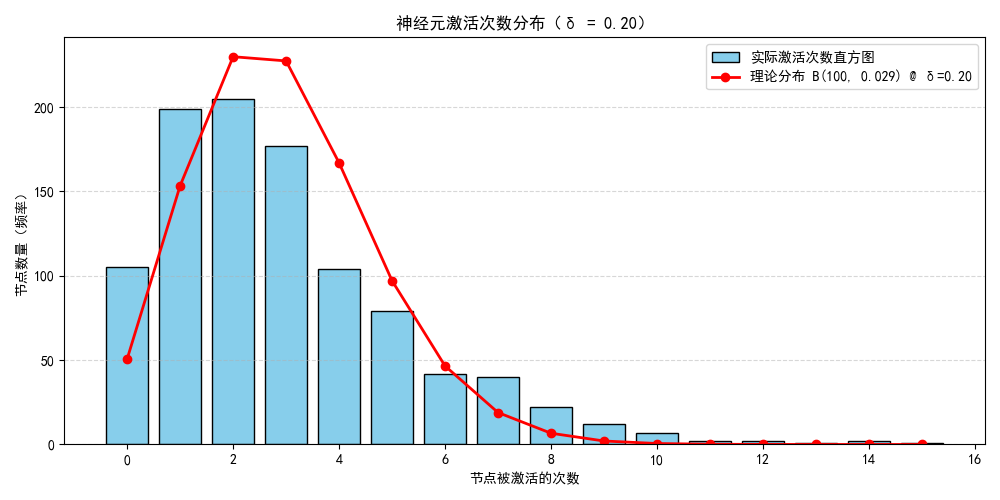 神经元激活次数分布（δ = 0.20）
实际激活次数直方图
理论分布 B(100, 0.029) @ δ=0.20
节点数量（频率）
200
150
100
50
0
0 2 4 6 8 10 12 14 16
节点被激活的次数